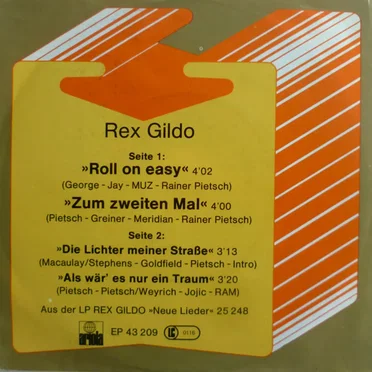 Rex Gildo
Seite 1:
»Roll on easy« 4'02
(George - Jay - MUZ - Rainer Pietsch)
»Zum zweiten Mal« 4'00
(Pietsch - Greiner - Meridian - Rainer Pietsch)
Seite 2:
»Die Lichter meiner Straße« 3'13
(Macaulay/Stephens - Goldfield - Pietsch - Intro)
»Als wär' es nur ein Traum« 3'20
(Pietsch - Pietsch/Weyrich - Jojic - RAM)
Aus der LP REX GILDO »Neue Lieder« 25 248
ariola EP 43 209 LC 0116